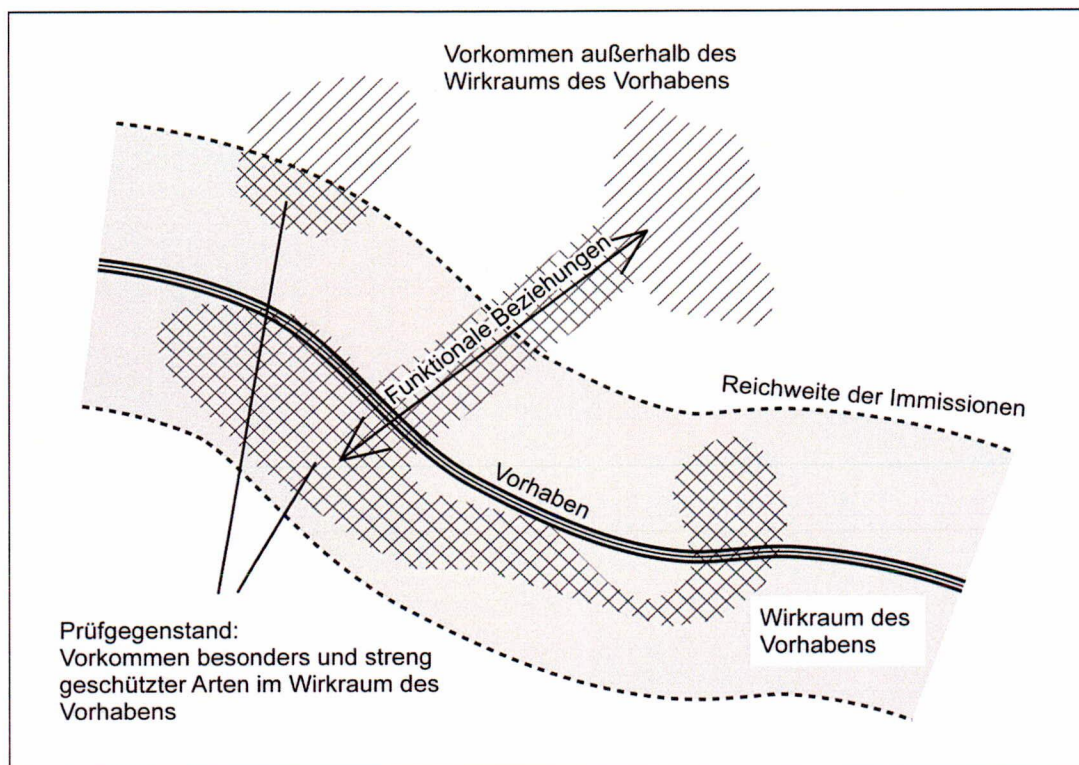 Vorkommen außerhalb des
Wirkraums des Vorhabens
Funktionale Beziehungen
Reichweite der Immissionen
Vorhaben
Wirkraum des
Vorhabens
Prüfgegenstand:
Vorkommen besonders und streng
geschützter Arten im Wirkraum des
Vorhabens